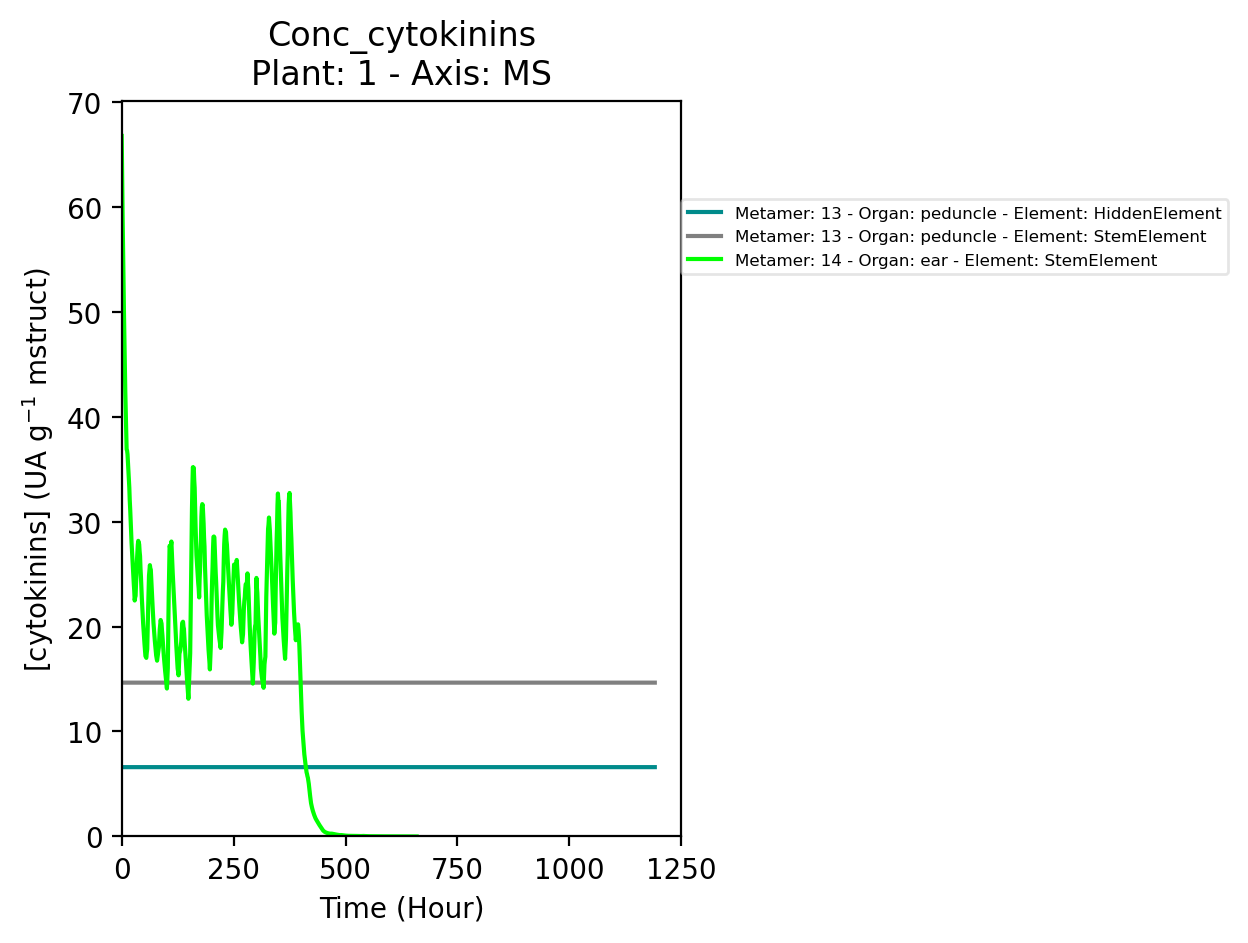 Conc_cytokinins
Plant: 1 - Axis: MS
70
60
50
40
30
20
10
0
[cytokinins] (UA g⁻¹ mstruct)
0 250 500 750 1000 1250
Time (Hour)
Metamer: 13 - Organ: peduncle - Element: HiddenElement
Metamer: 13 - Organ: peduncle - Element: StemElement
Metamer: 14 - Organ: ear - Element: StemElement